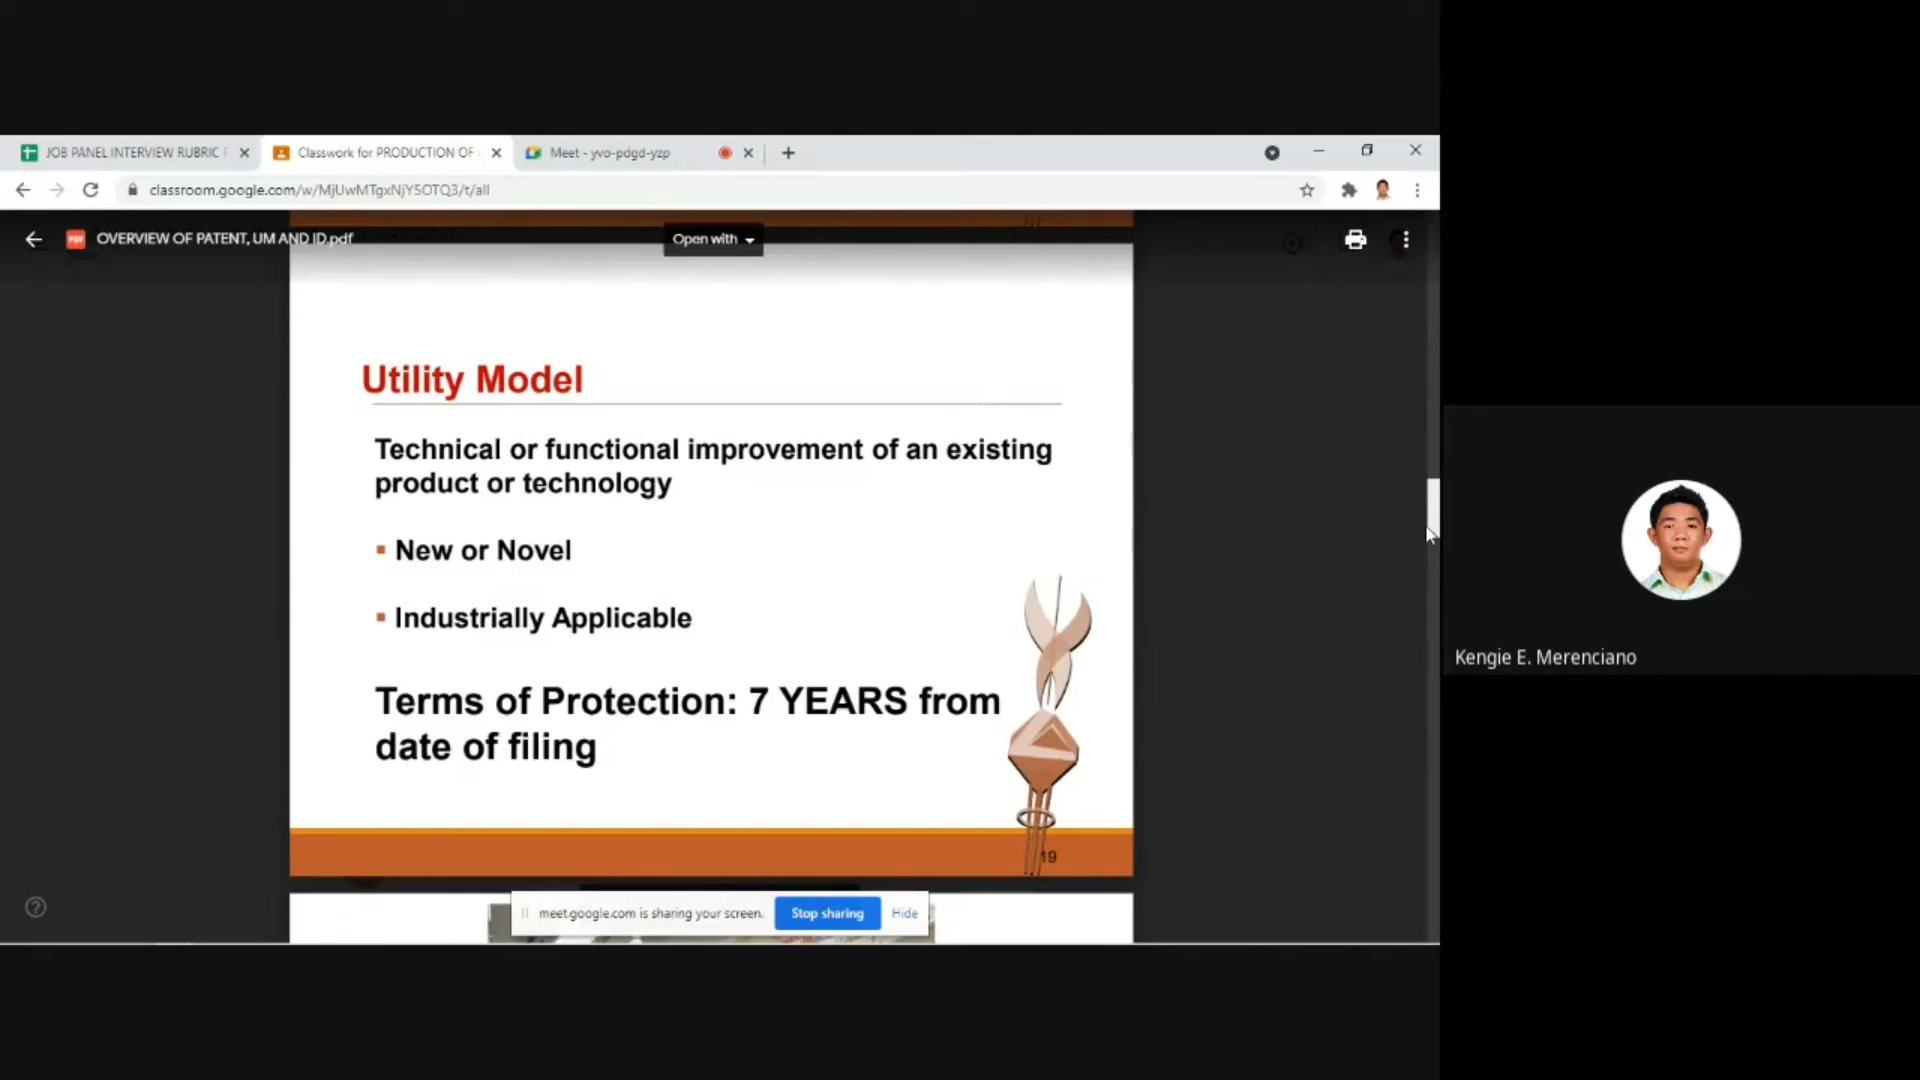 JOB PANEL INTERVIEW RUBRIC F
Classwork for PRODUCTION OF
Meet - yvo-pdgd-yzp
classroom.google.com/w/MjUwMTgxNjY5OTQ3/t/all
PDF
OVERVIEW OF PATENT, UM AND ID.pdf
Open with
Utility Model
Technical or functional improvement of an existing
product or technology
New or Novel
Industrially Applicable
Terms of Protection: 7 YEARS from
date of filing
19
meet.google.com is sharing your screen.
Stop sharing
Hide
Kengie E. Merenciano